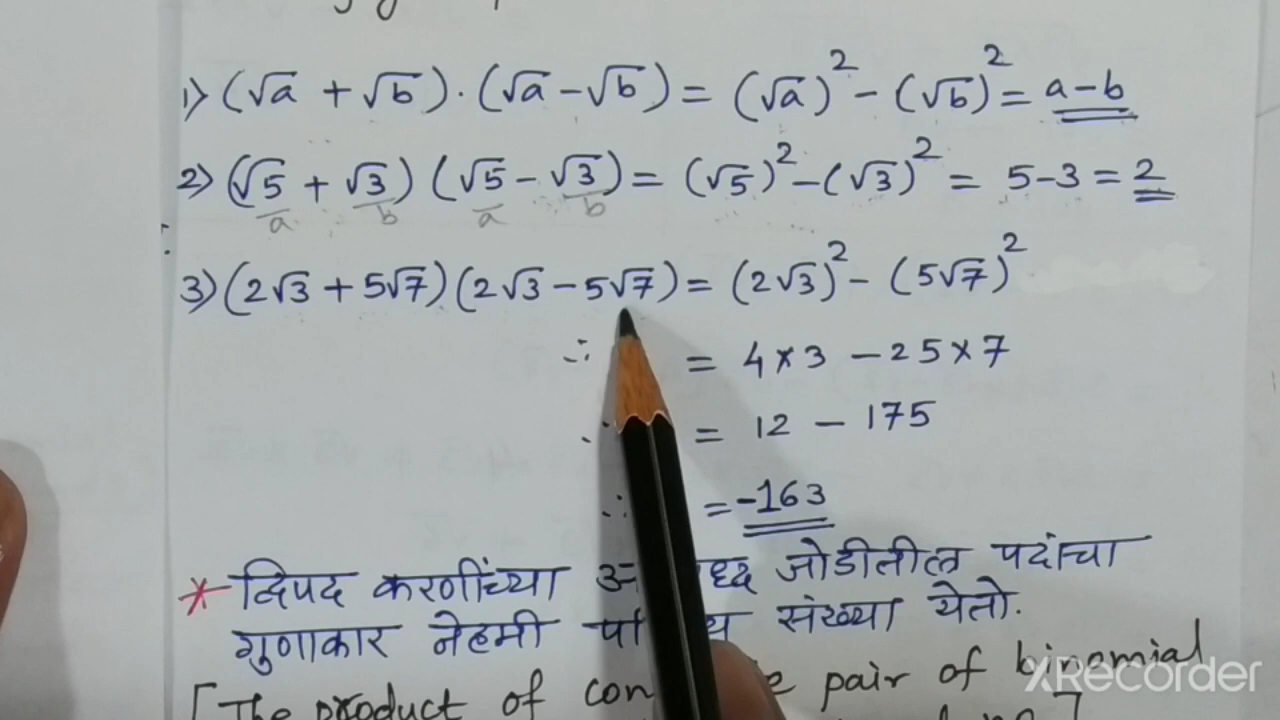 1) (√a + √b) . (√a - √b) = (√a)² - (√b)² = a-b
2) (√5 + √3) (√5 - √3) = (√5)² - (√3)² = 5-3 = 2
a b a b
3) (2√3 + 5√7) (2√3 - 5√7) = (2√3)² - (5√7)²
∴ = 4×3 - 25×7
∴ = 12 - 175
∴ = -163
* द्विपद करणींच्या जोडीतील पदांचा
गुणाकार नेहमी संख्या येतो.
[The product of pair of binomial
XRecorder